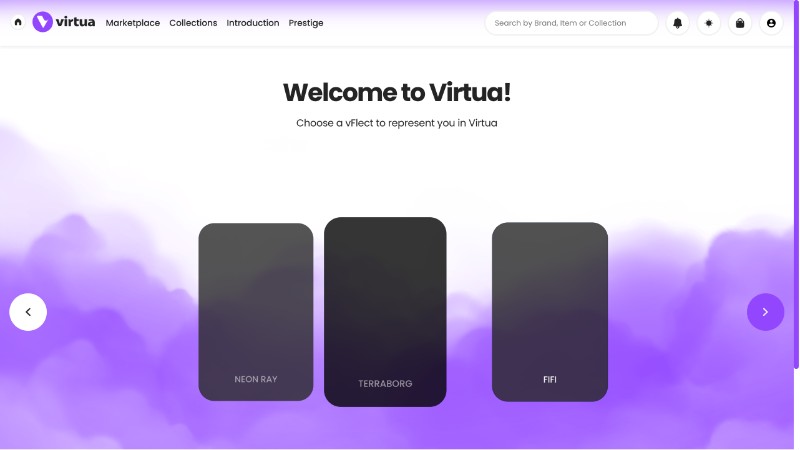 virtua Marketplace Collections Introduction Prestige Search by Brand, Item or Collection
Welcome to Virtua!
Choose a vFlect to represent you in Virtua
NEON RAY
TERRABORG
FIFI